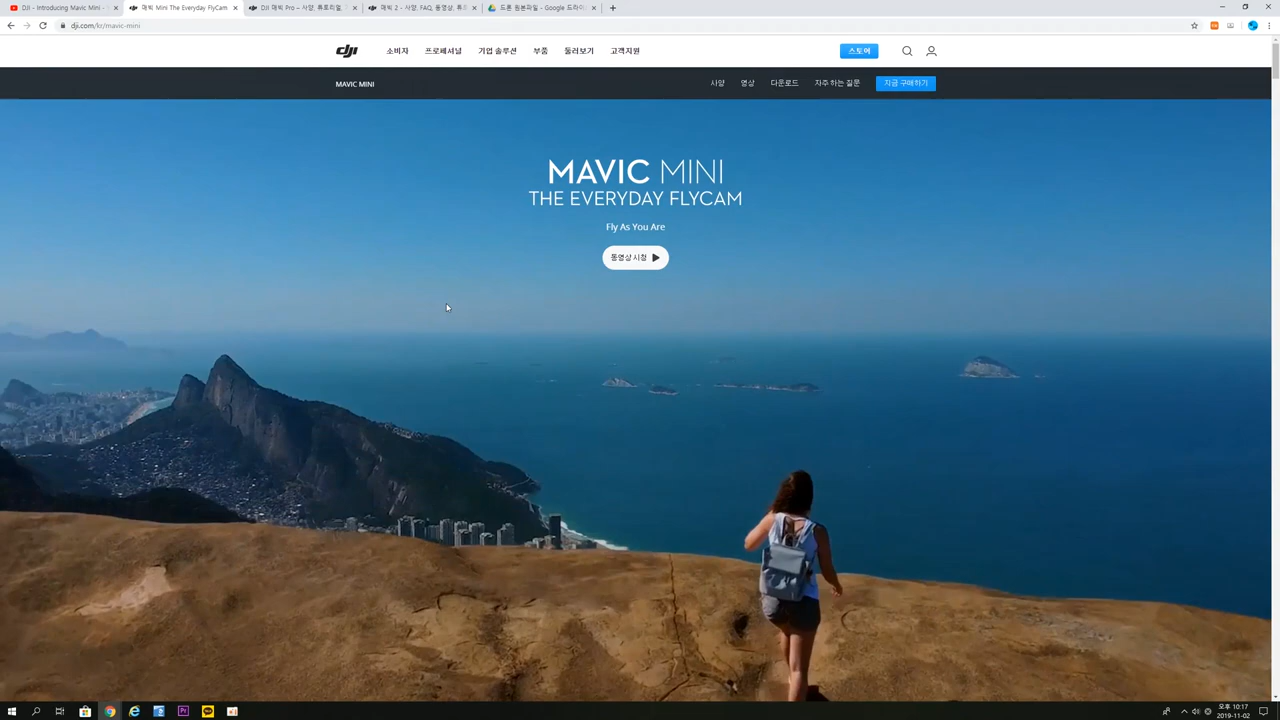 DJI - Introducing Mavic Mini -
매빅 Mini The Everyday FlyCam
DJI 매빅 Pro – 사양, 튜토리얼,
매빅 2 - 사양, FAQ, 동영상, 튜토
드론 원본파일 - Google 드라이
dji.com/kr/mavic-mini
dji
소비자
프로페셔널
기업 솔루션
부품
둘러보기
고객지원
스토어
MAVIC MINI
사양
영상
다운로드
자주 하는 질문
지금 구매하기
MAVIC MINI
THE EVERYDAY FLYCAM
Fly As You Are
동영상 시청
오후 10:17
2019-11-02